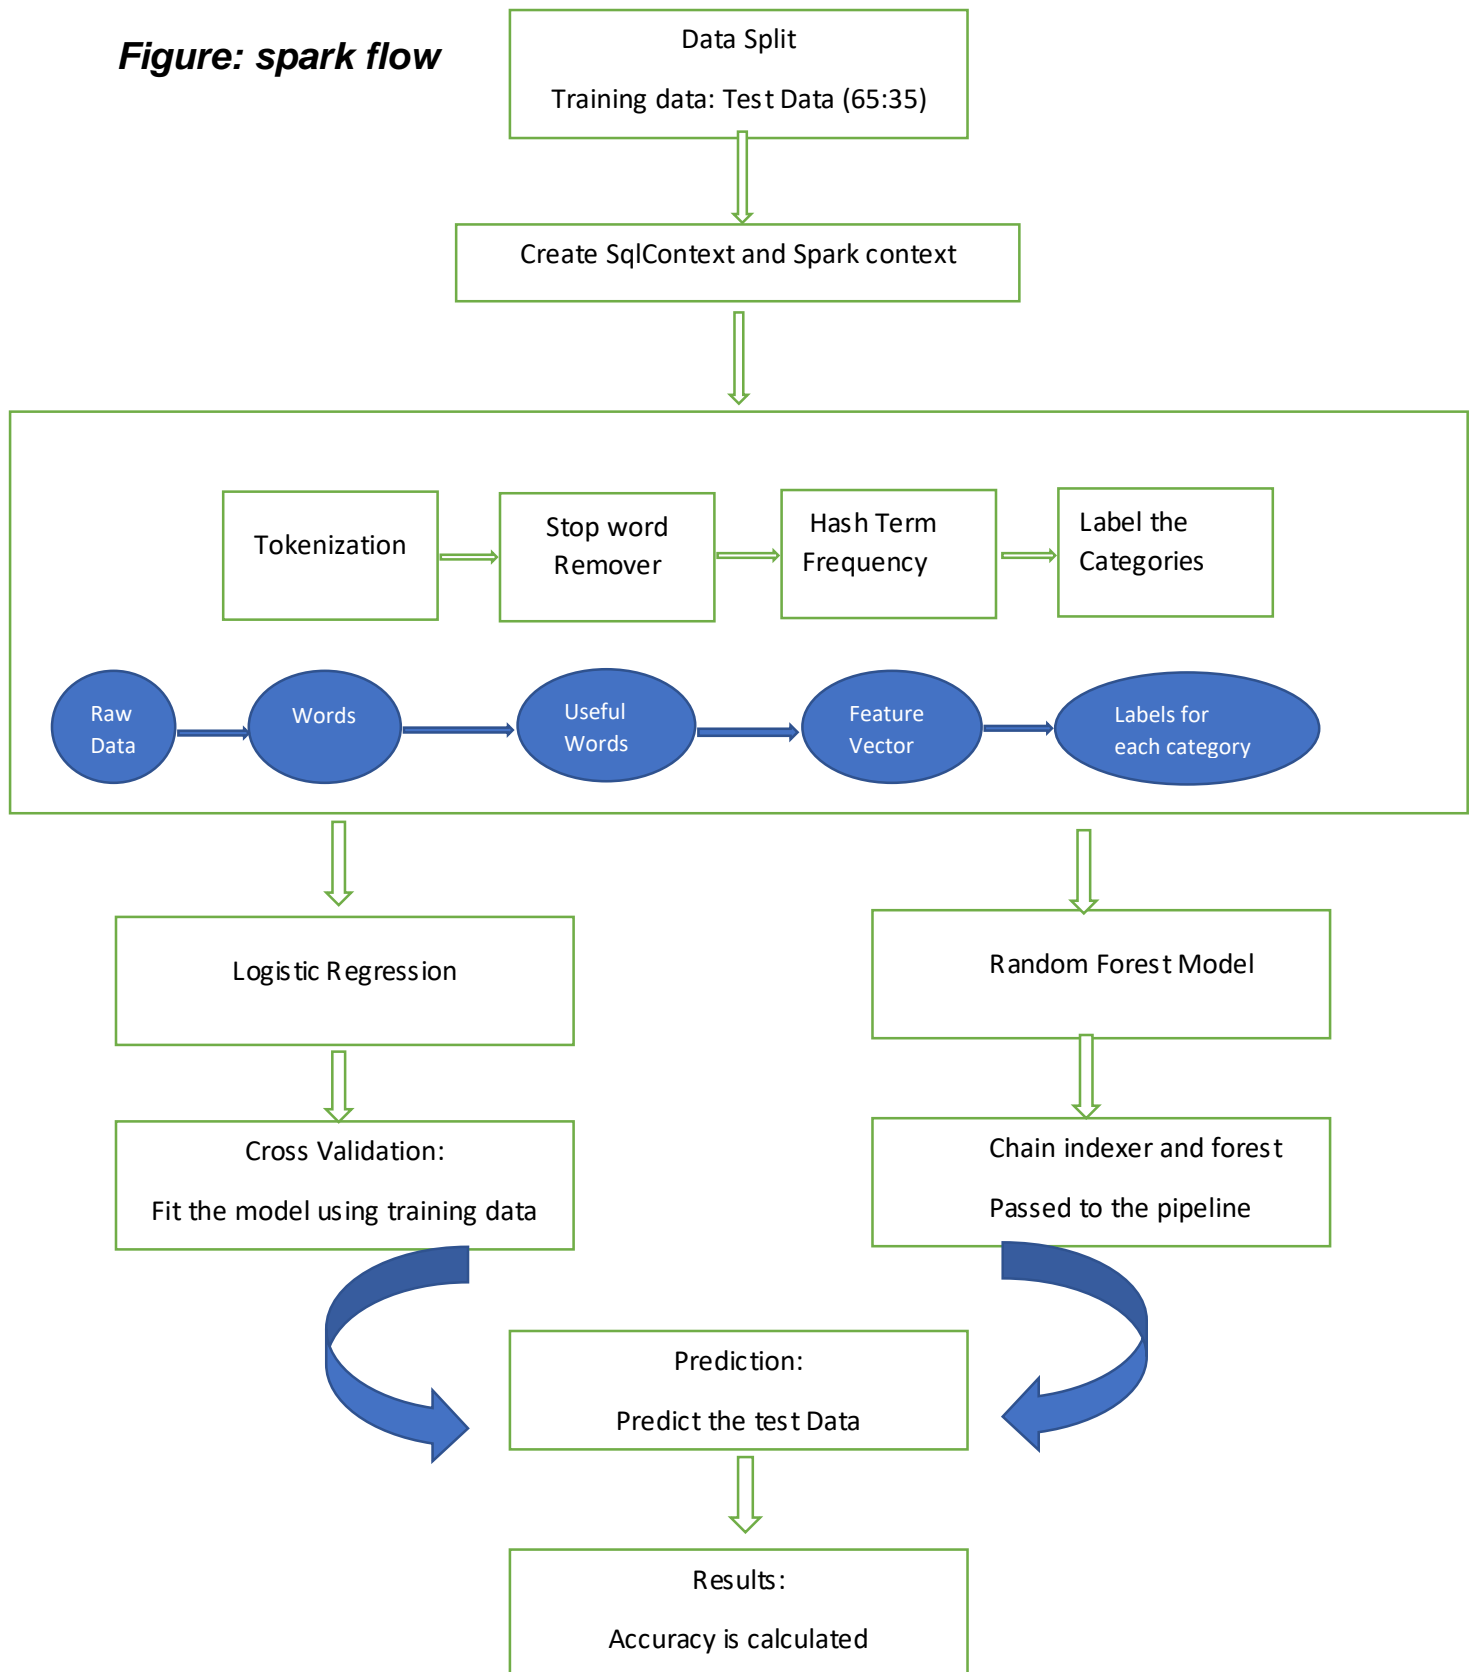 Figure: spark flow
Data Split
Training data: Test Data (65:35)
Create SqlContext and Spark context
Tokenization
Stop word
Remover
Hash Term
Frequency
Label the
Categories
Raw
Data
Words
Useful
Words
Feature
Vector
Labels for
each category
Logistic Regression
Random Forest Model
Cross Validation:
Fit the model using training data
Chain indexer and forest
Passed to the pipeline
Prediction:
Predict the test Data
Results:
Accuracy is calculated